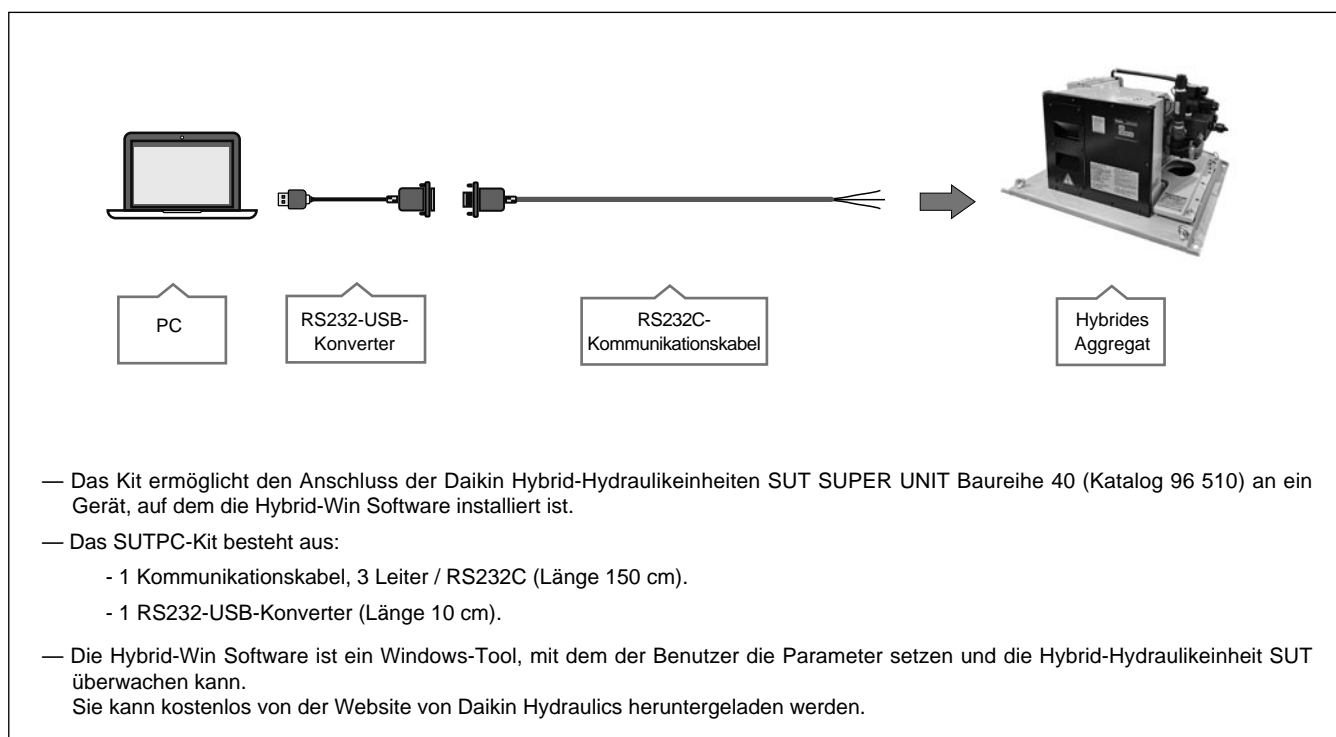 PC
RS232-USB-
Konverter
RS232C-
Kommunikationskabel
Hybrides
Aggregat
— Das Kit ermöglicht den Anschluss der Daikin Hybrid-Hydraulikeinheiten SUT SUPER UNIT Baureihe 40 (Katalog 96 510) an ein
Gerät, auf dem die Hybrid-Win Software installiert ist.
— Das SUTPC-Kit besteht aus:
- 1 Kommunikationskabel, 3 Leiter / RS232C (Länge 150 cm).
- 1 RS232-USB-Konverter (Länge 10 cm).
— Die Hybrid-Win Software ist ein Windows-Tool, mit dem der Benutzer die Parameter setzen und die Hybrid-Hydraulikeinheit SUT
überwachen kann.
Sie kann kostenlos von der Website von Daikin Hydraulics heruntergeladen werden.